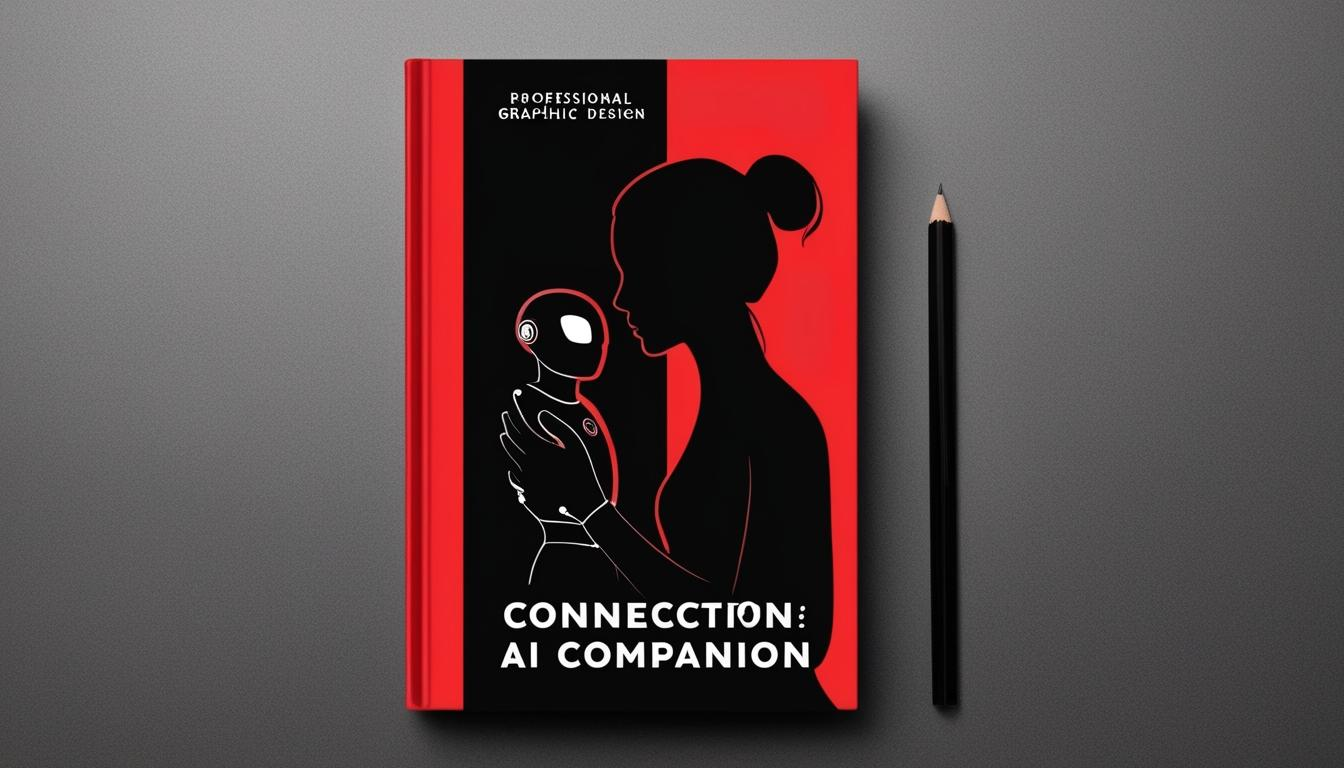 PROFESSIONAL
GRAPHIC DESIGN
CONNECCTION:
AI COMPANION